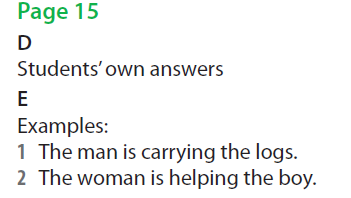 Page 15
D
Students' own answers
E
Examples:
1 The man is carrying the logs.
2 The woman is helping the boy.